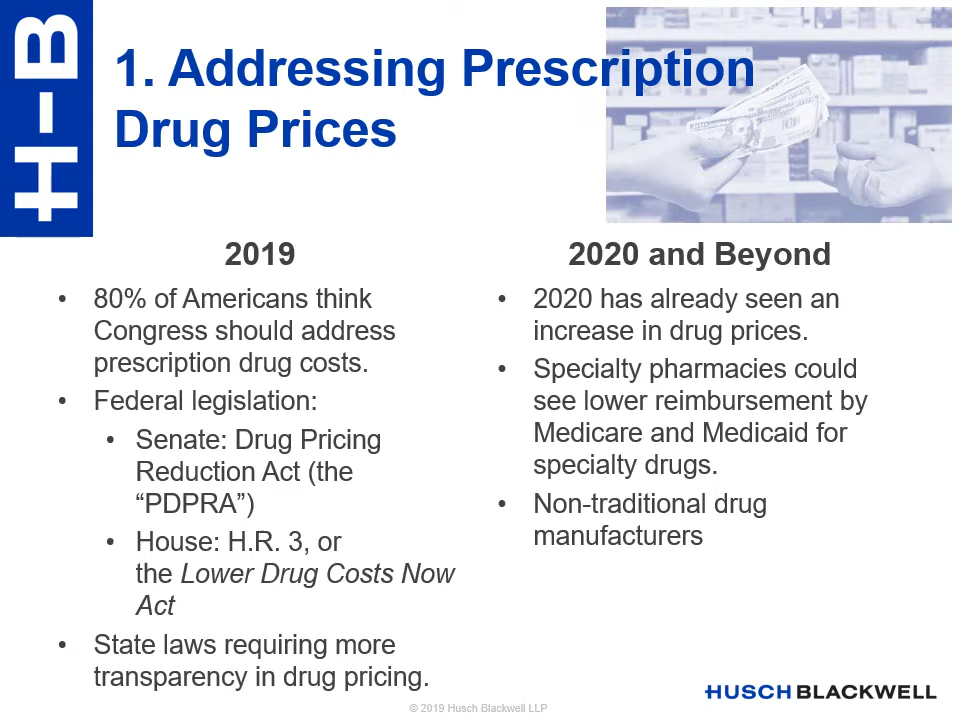 H-B
1. Addressing Prescription
Drug Prices
2019
• 80% of Americans think
Congress should address
prescription drug costs.
• Federal legislation:
• Senate: Drug Pricing
Reduction Act (the
“PDPRA”)
• House: H.R. 3, or
the Lower Drug Costs Now
Act
• State laws requiring more
transparency in drug pricing.
2020 and Beyond
• 2020 has already seen an
increase in drug prices.
• Specialty pharmacies could
see lower reimbursement by
Medicare and Medicaid for
specialty drugs.
• Non-traditional drug
manufacturers
HUSCH BLACKWELL
© 2019 Husch Blackwell LLP